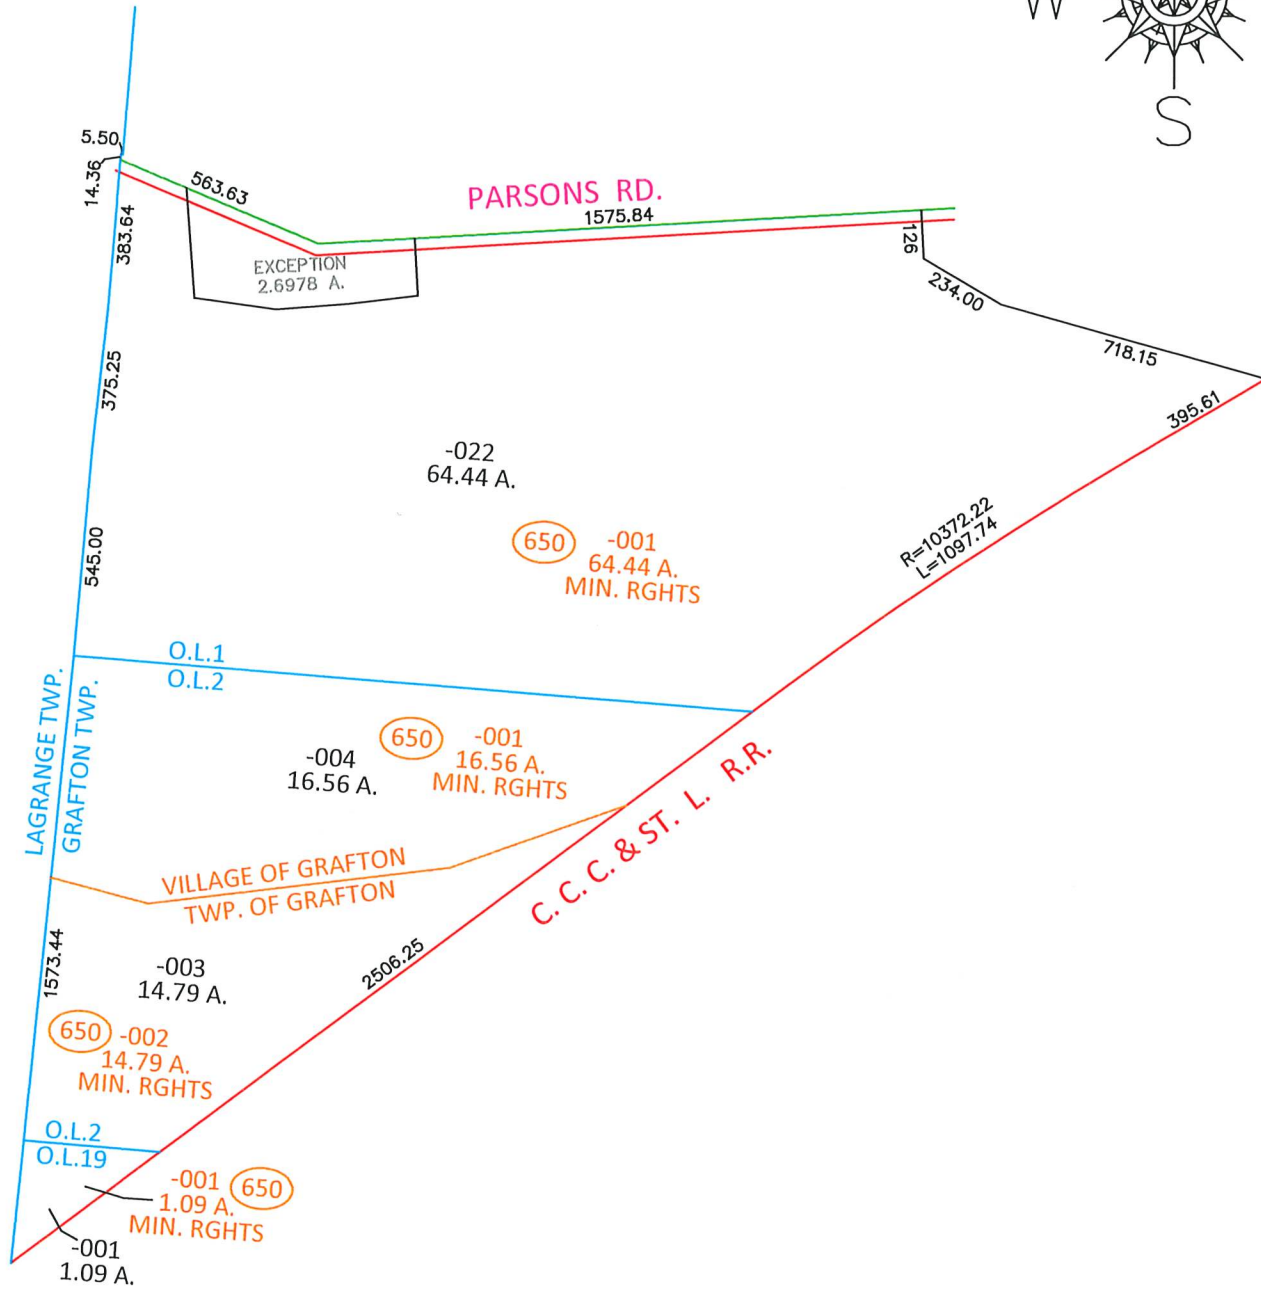 W
S
5.50
14.36
563.63
PARSONS RD.
1575.84
383.64
126
EXCEPTION
2.6978 A.
234.00
718.15
375.25
395.61
-022
64.44 A.
R=10372.22
L=1097.74
650
-001
64.44 A.
MIN. RGHTS
545.00
O.L.1
O.L.2
LAGRANGE TWP.
GRAFTON TWP.
650
-001
16.56 A.
MIN. RGHTS
-004
16.56 A.
C. C. C. & ST. L. R.R.
VILLAGE OF GRAFTON
TWP. OF GRAFTON
1573.44
2506.25
-003
14.79 A.
650
-002
14.79 A.
MIN. RGHTS
O.L.2
O.L.19
-001
650
1.09 A.
MIN. RGHTS
-001
1.09 A.